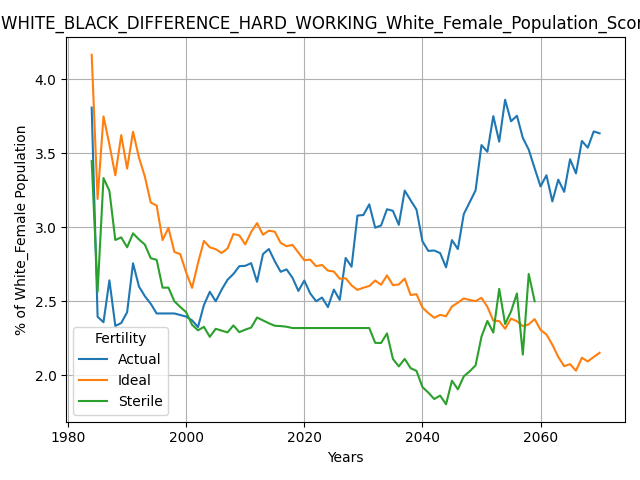 WHITE_BLACK_DIFFERENCE_HARD_WORKING_White_Female_Population_Scor
4.0
3.5
3.0
2.5
2.0
% of White_Female Population
Fertility
Actual
Ideal
Sterile
1980
2000
2020
2040
2060
Years